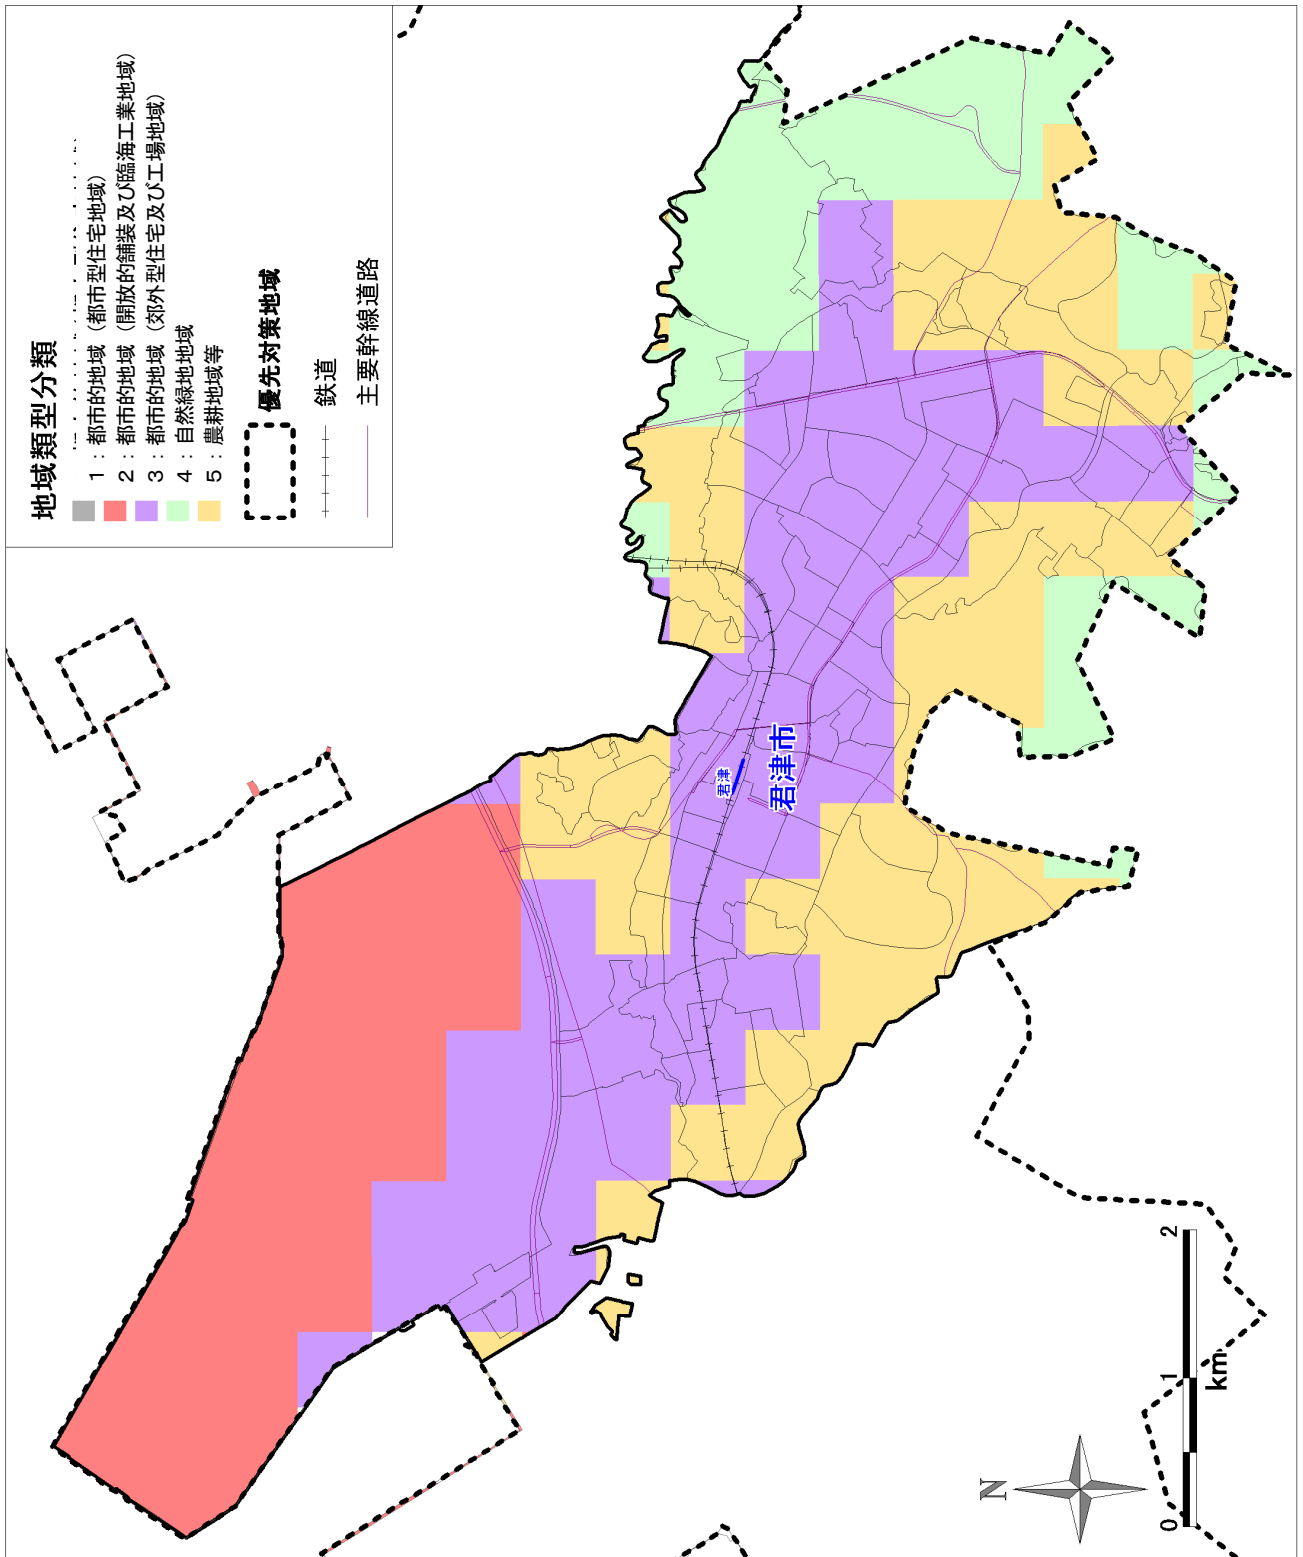 地域類型分類
1：都市的地域（都市型住宅地域）
2：都市的地域（開放的舗装及び臨海工業地域）
3：都市的地域（郊外型住宅及び工場地域）
4：自然緑地地域
5：農耕地域等
優先対策地域
鉄道
主要幹線道路
君津
君津市
N
0 1 2
km